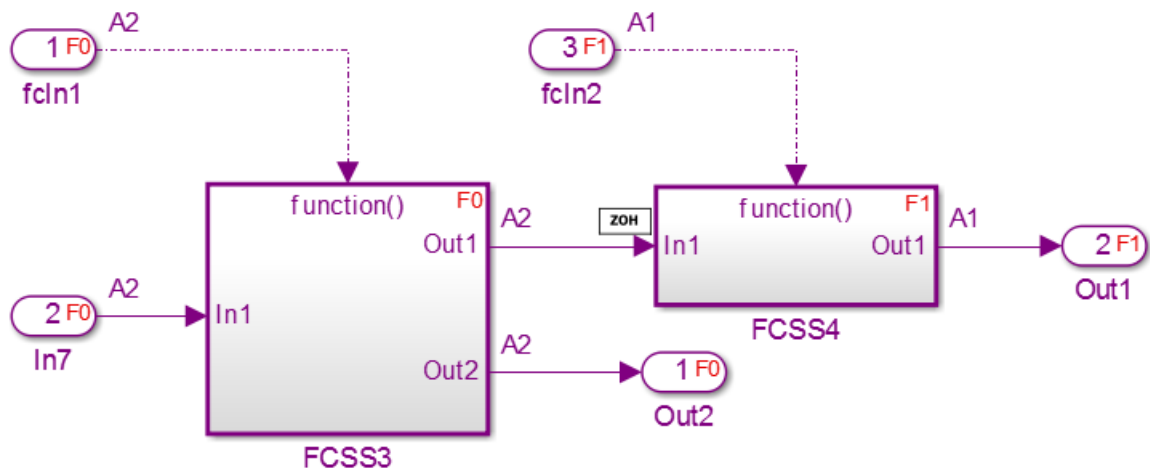 A2
A1
1 F0
3 F1
fcIn1
fcIn2
function() F0
function() F1
A2
ZOH
A1
Out1
In1
Out1
2 F1
A2
Out1
2 F0
In1
FCSS4
In7
A2
Out2
1 F0
Out2
FCSS3